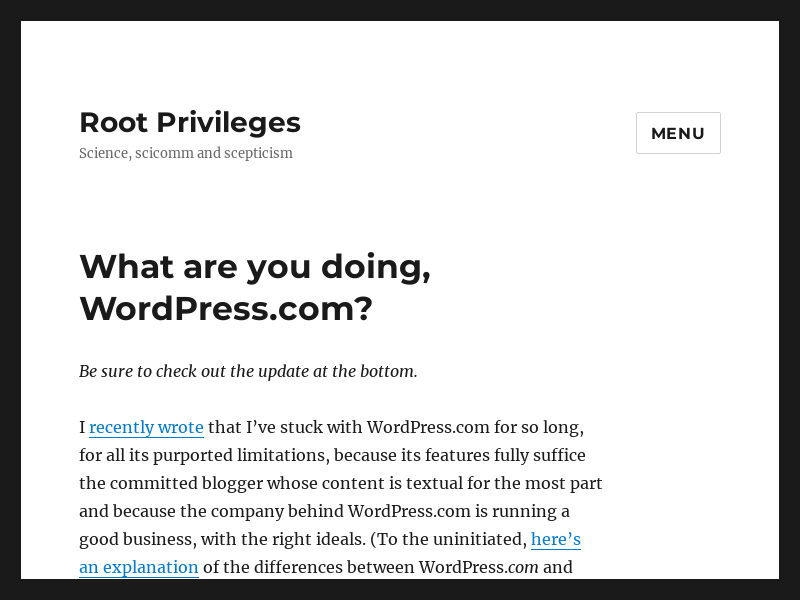 Root Privileges
Science, scicomm and scepticism
MENU
What are you doing,
WordPress.com?
Be sure to check out the update at the bottom.
I recently wrote that I’ve stuck with WordPress.com for so long,
for all its purported limitations, because its features fully suffice
the committed blogger whose content is textual for the most part
and because the company behind WordPress.com is running a
good business, with the right ideals. (To the uninitiated, here’s
an explanation of the differences between WordPress.com and